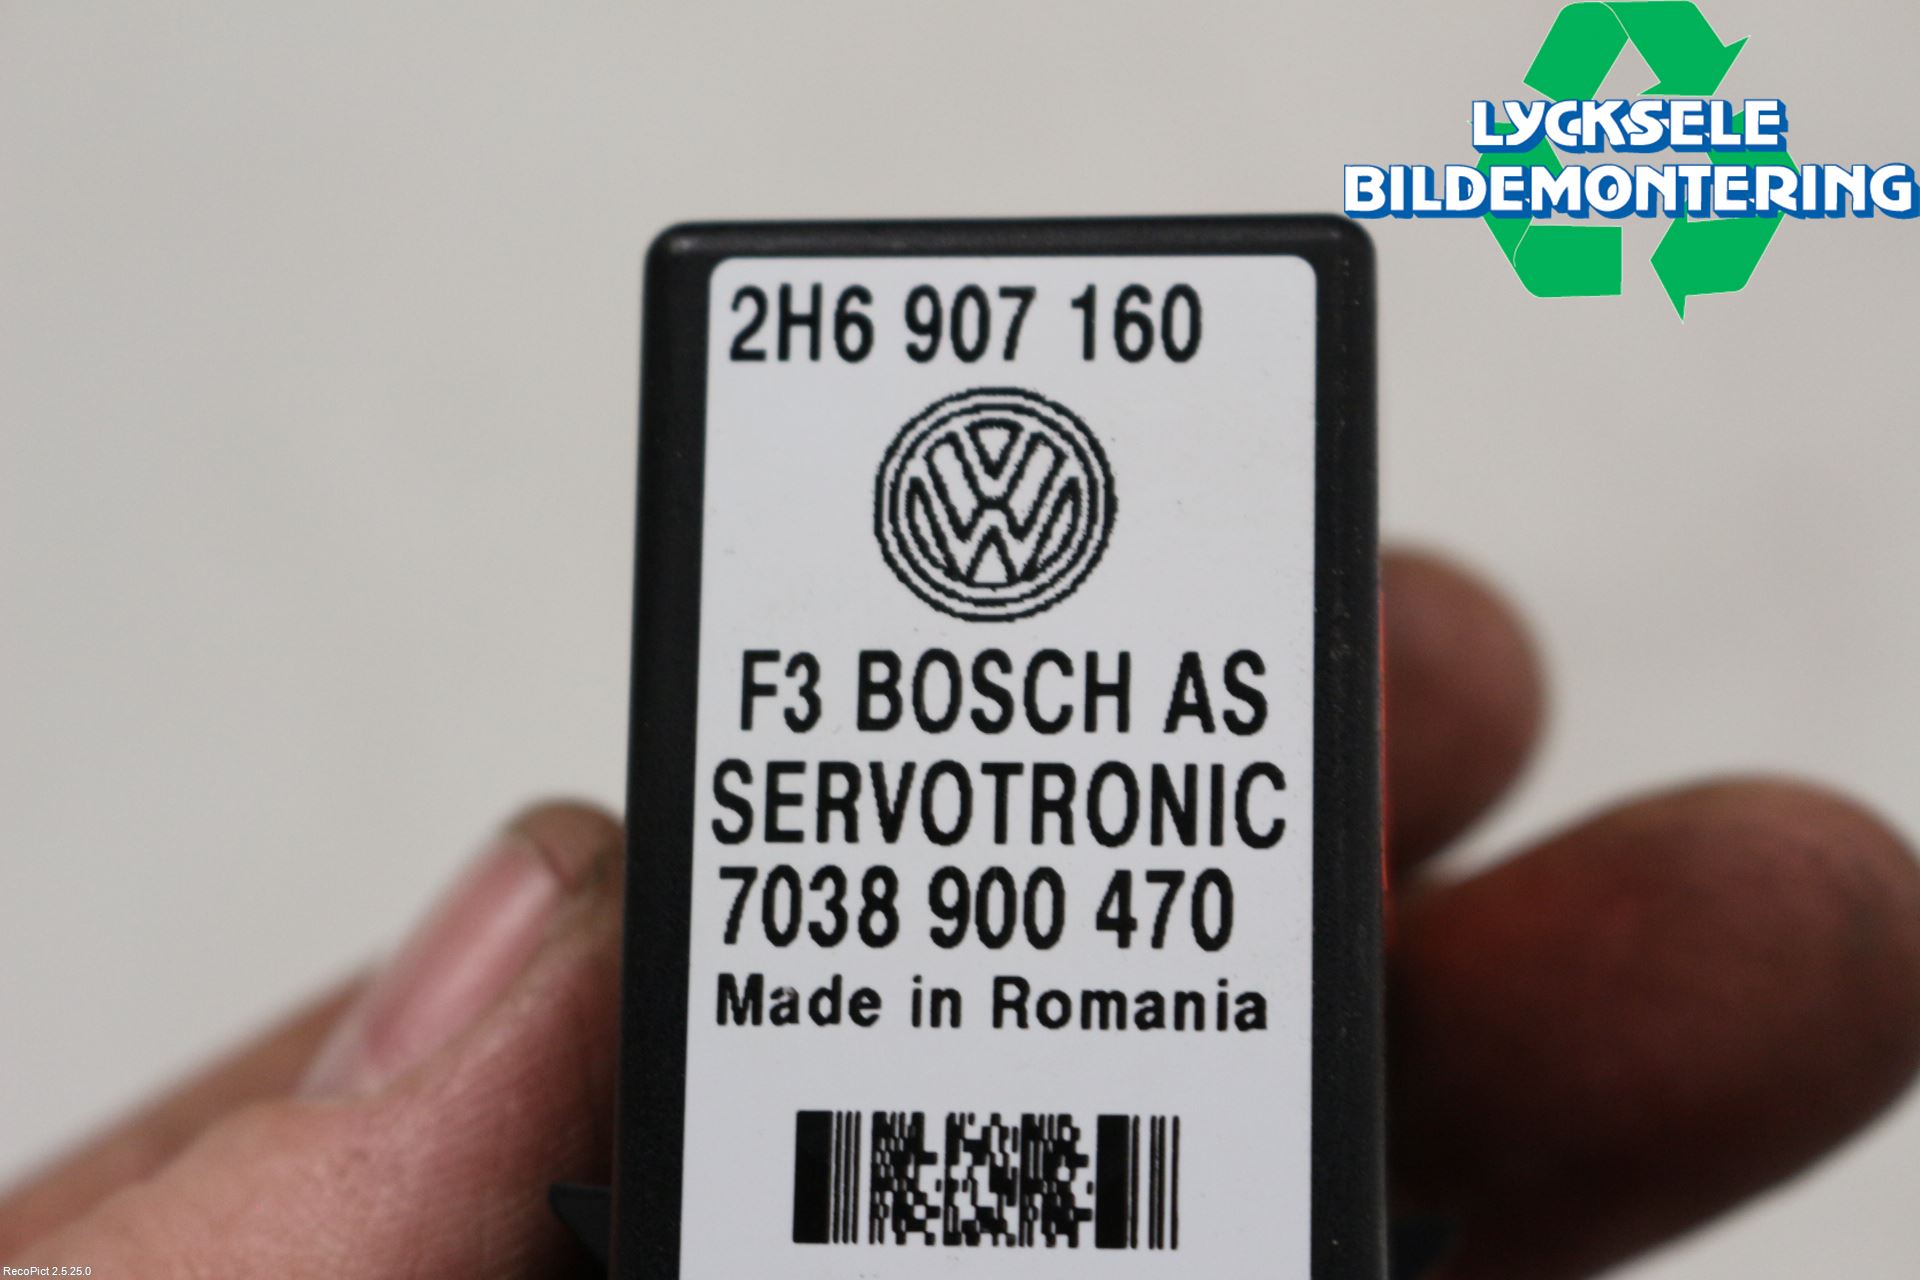 LYCKSELE
BILDEMONTERING
2H6 907 160
F3 BOSCH AS
SERVOTRONIC
7038 900 470
Made in Romania
RecoPict 2.5.25.0